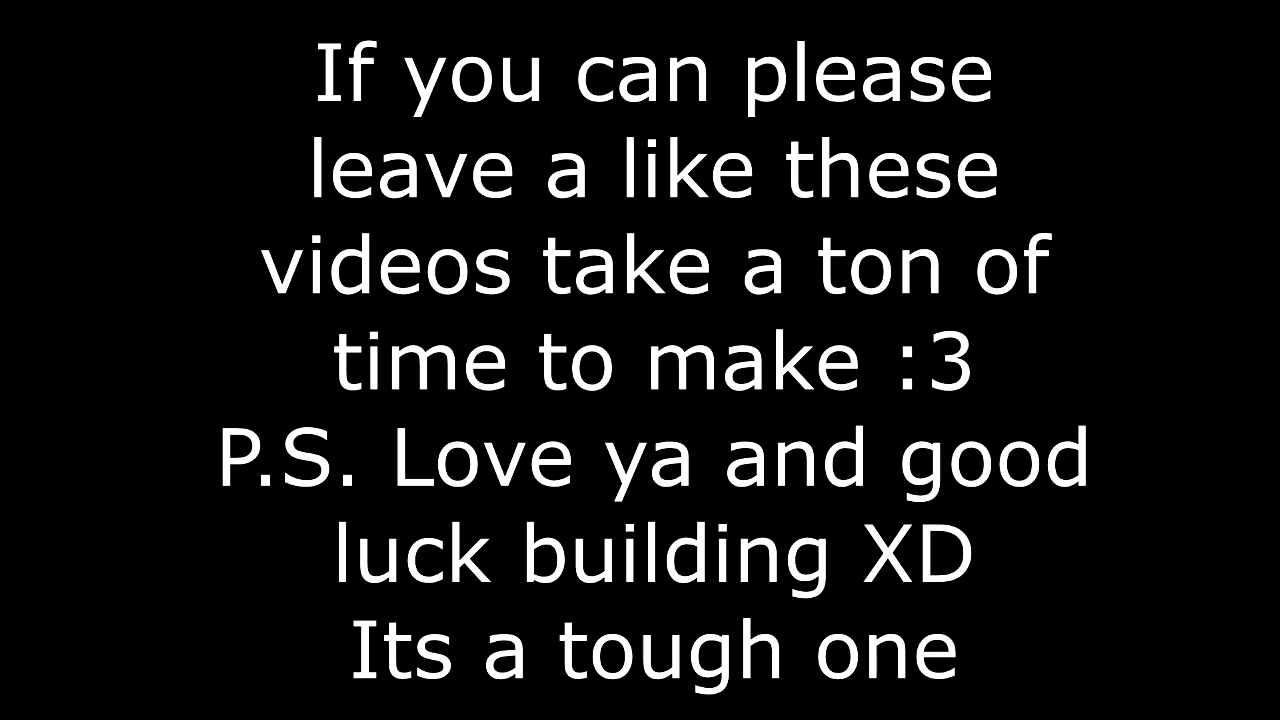 If you can please
leave a like these
videos take a ton of
time to make :3
P.S. Love ya and good
luck building XD
Its a tough one